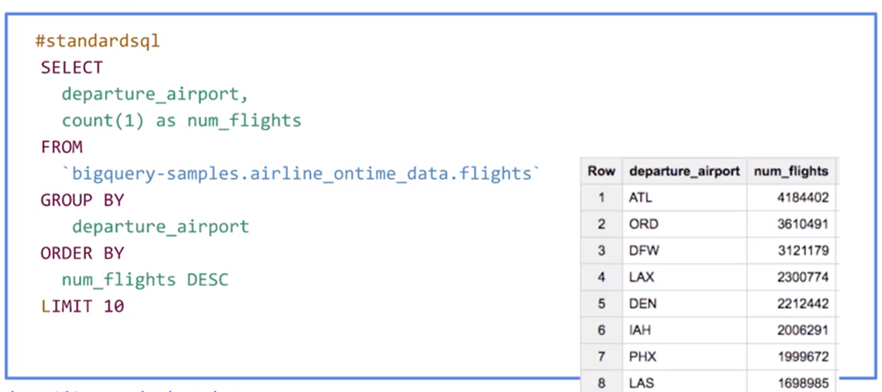 #standardsql
SELECT
departure_airport,
count(1) as num_flights
FROM
`bigquery-samples.airline_ontime_data.flights`
GROUP BY
departure_airport
ORDER BY
num_flights DESC
LIMIT 10
Row departure_airport num_flights
1 ATL 4184402
2 ORD 3610491
3 DFW 3121179
4 LAX 2300774
5 DEN 2212442
6 IAH 2006291
7 PHX 1999672
8 LAS 1698985